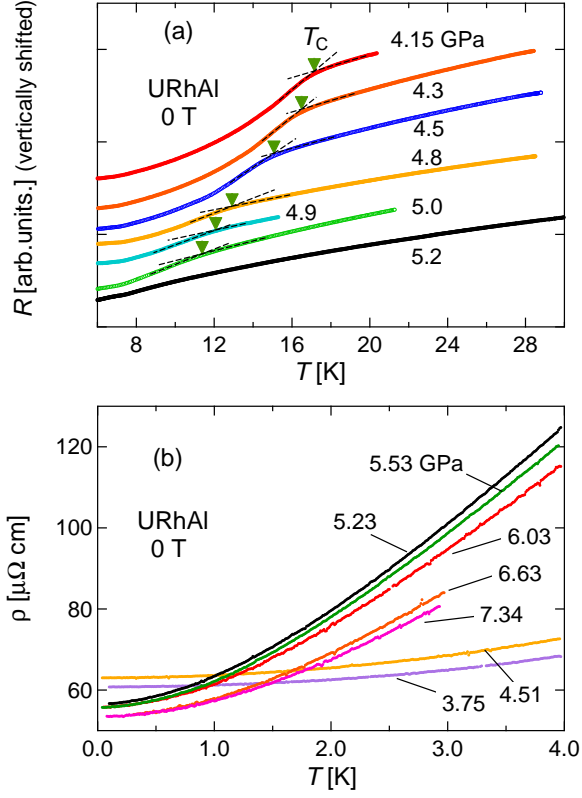 (a)
T_C
4.15 GPa
URhAl
0 T
4.3
4.5
4.8
4.9
5.0
5.2
R [arb.units.] (vertically shifted)
8 12 16 20 24 28
T [K]
(b)
120
100
80
60
5.53 GPa
URhAl
0 T
5.23
6.03
6.63
7.34
4.51
3.75
ρ [μΩ cm]
0.0 1.0 2.0 3.0 4.0
T [K]